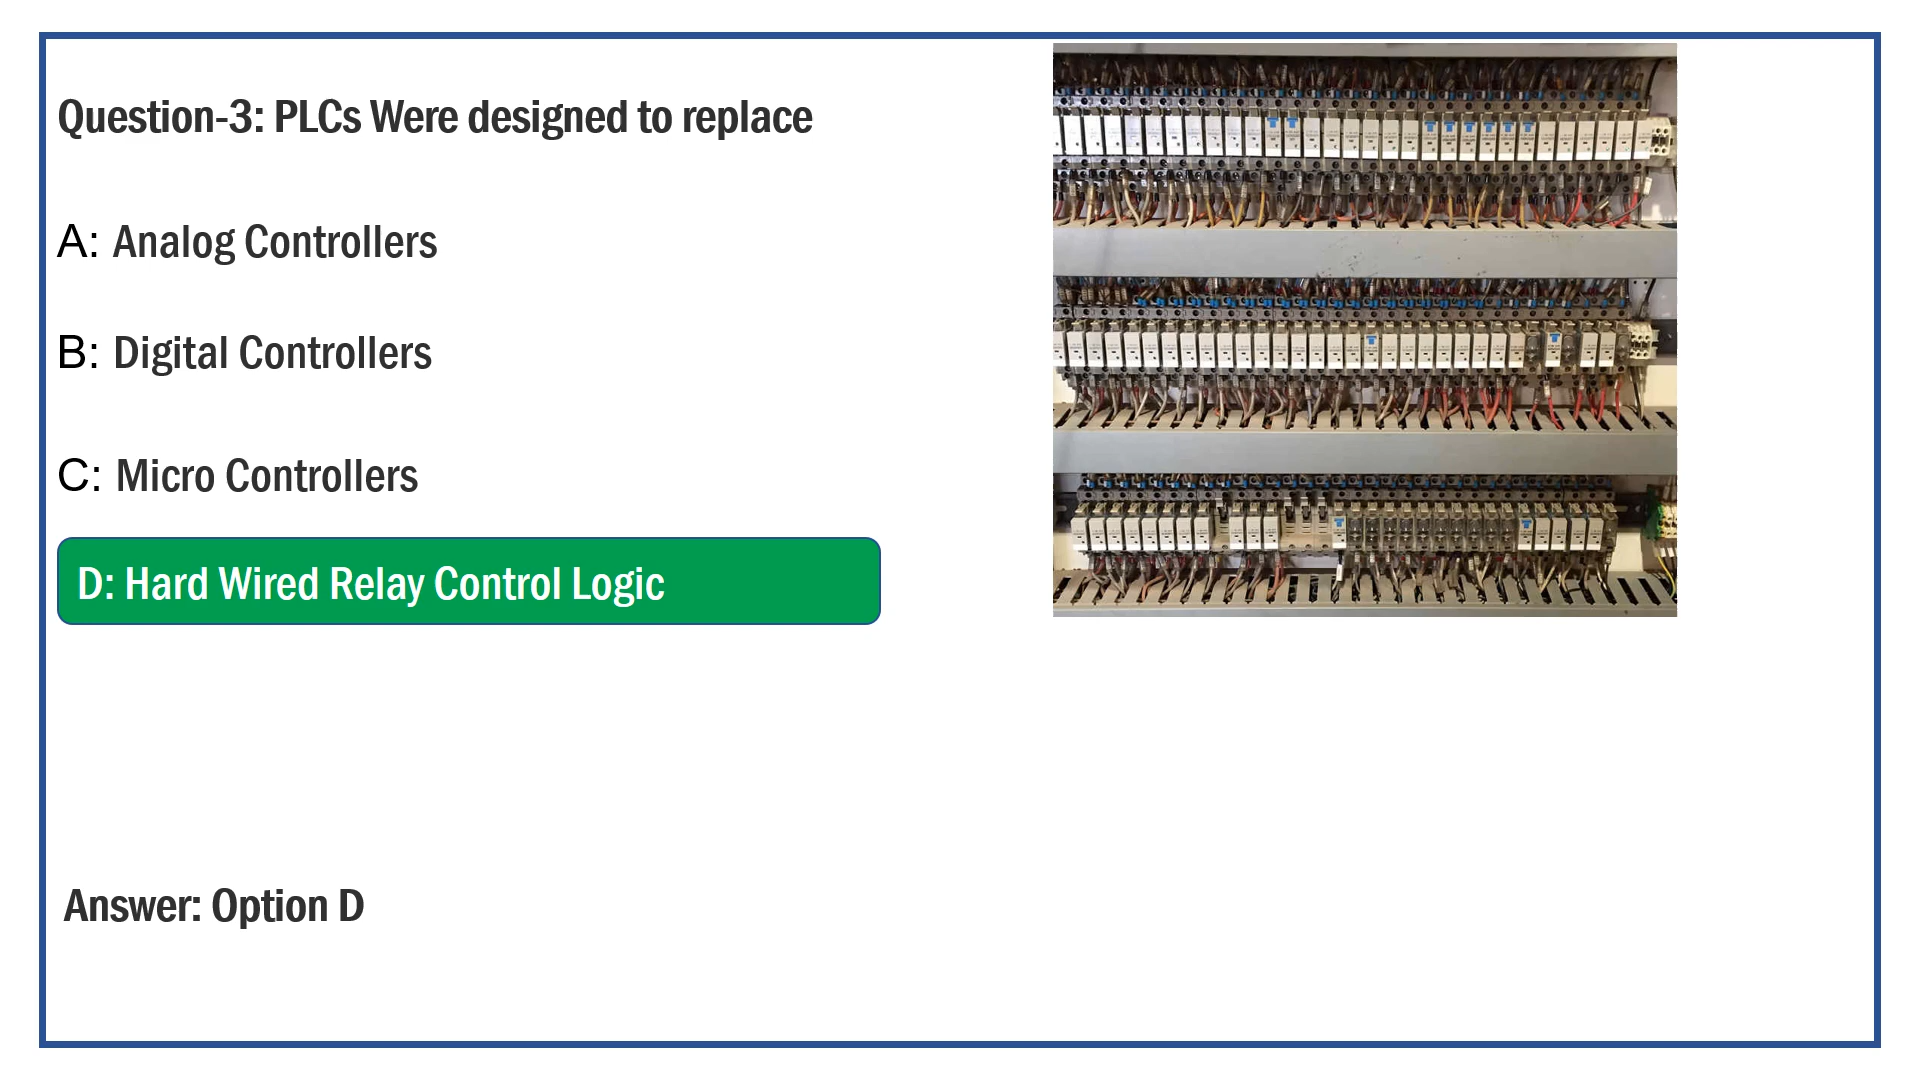 Question-3: PLCs Were designed to replace
A: Analog Controllers
B: Digital Controllers
C: Micro Controllers
D: Hard Wired Relay Control Logic
Answer: Option D